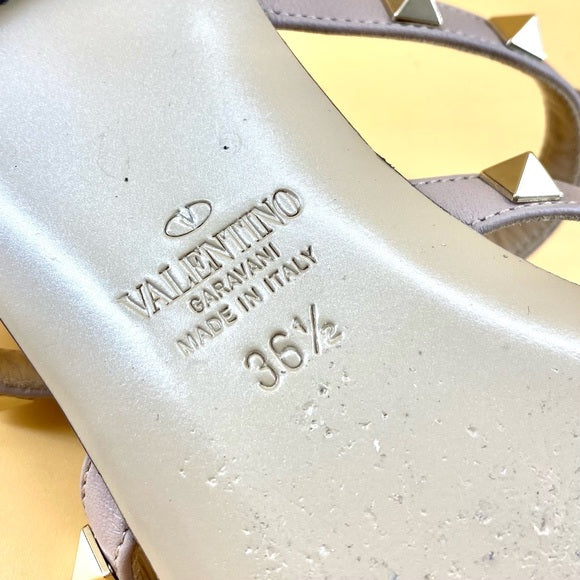 V
VALENTINO
GARAVANI
MADE IN ITALY
36½